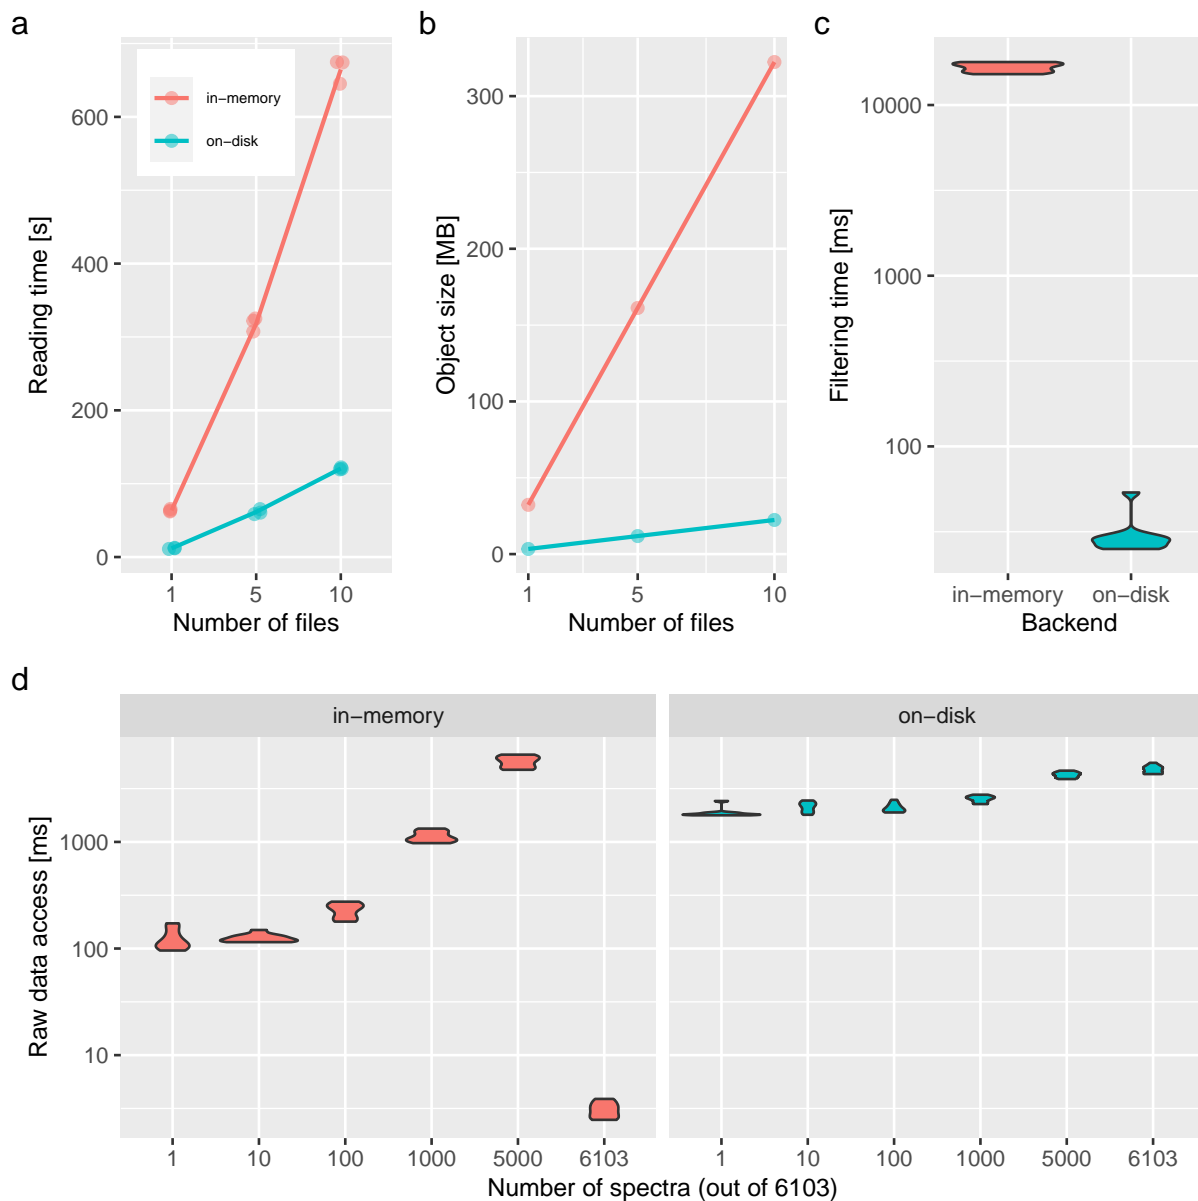 a
in−memory
on−disk
Reading time [s]
600
400
200
0
1 5 10
Number of files
b
Object size [MB]
300
200
100
0
1 5 10
Number of files
c
Filtering time [ms]
10000
1000
100
in−memory on−disk
Backend
d
in−memory on−disk
Raw data access [ms]
1000
100
10
1 10 100 1000 5000 6103 1 10 100 1000 5000 6103
Number of spectra (out of 6103)